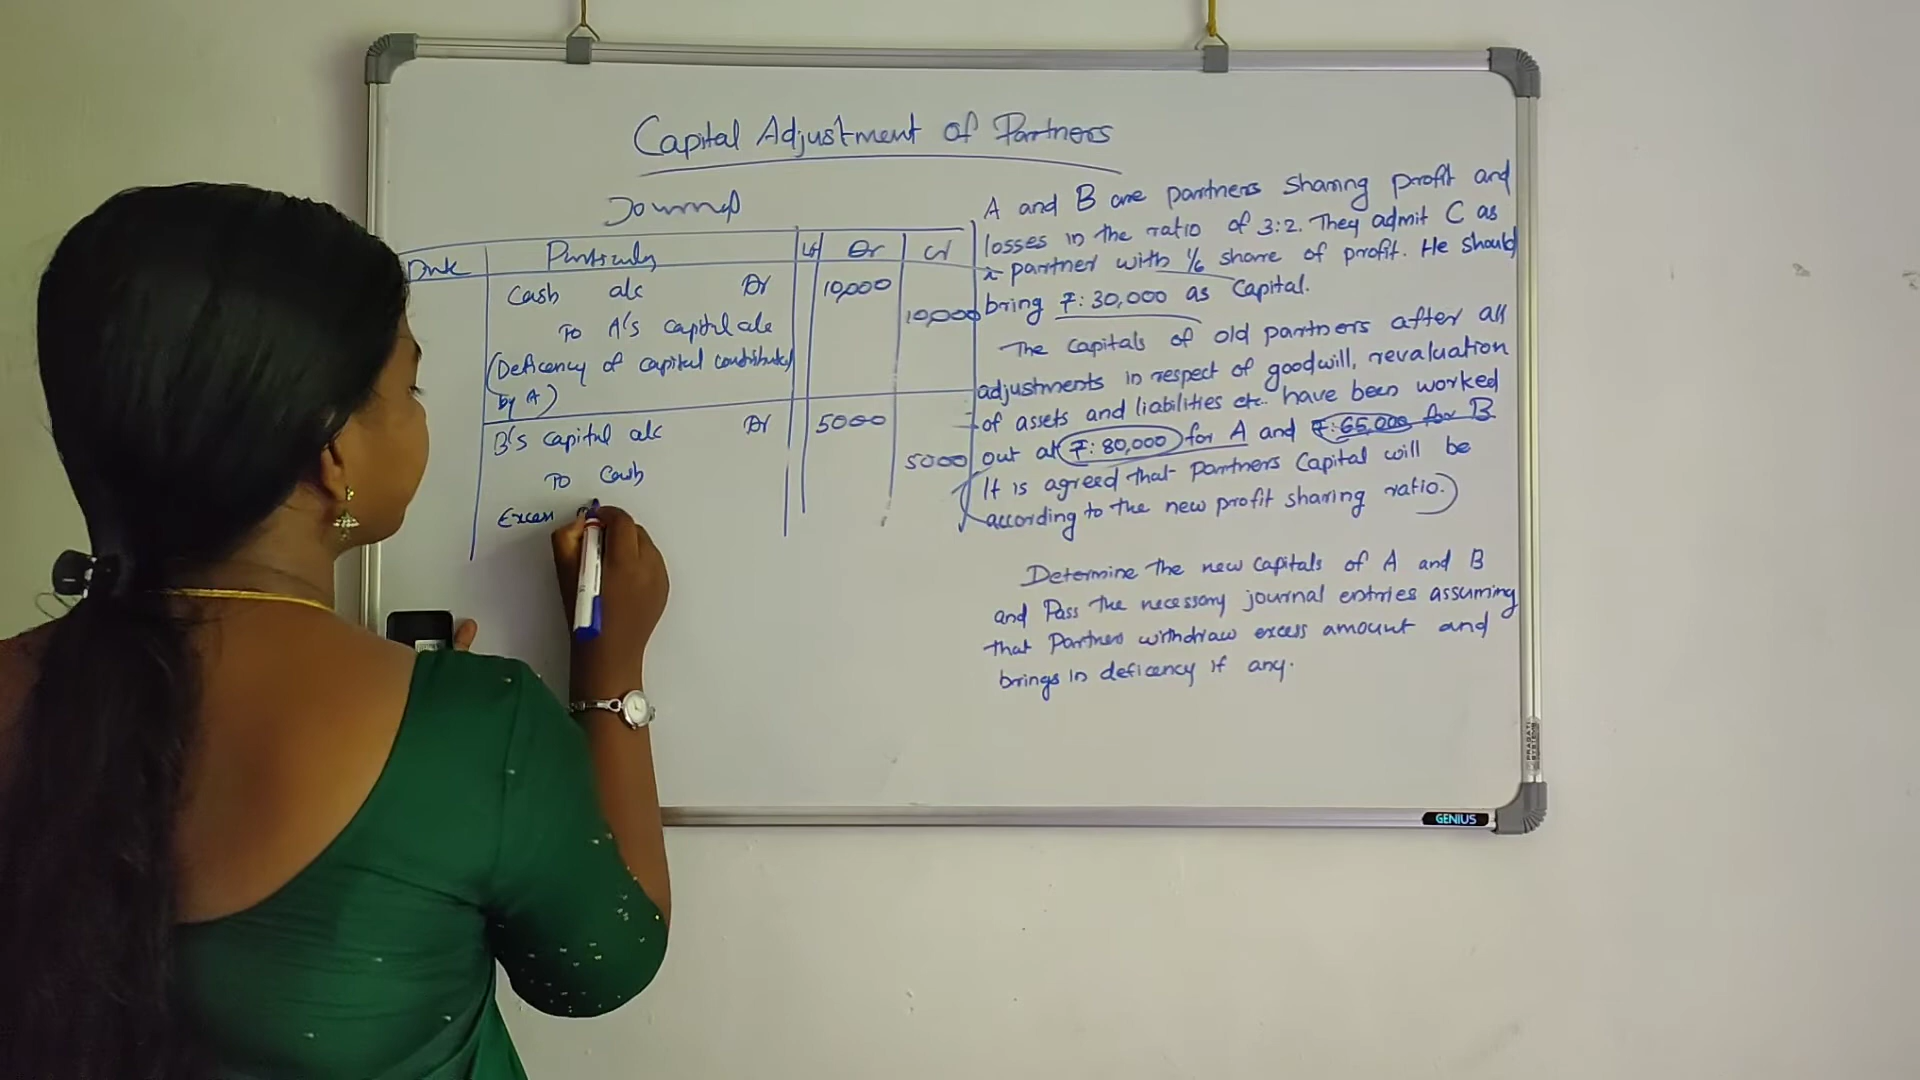 Capital Adjustment of Partners
Journal
Date Particulars Lf Dr Cr
Cash a/c Dr 10,000
To A's capital a/c 10,000
(Deficency of capital contributed
by A)
B's capital a/c Dr 5000
To Cash 5000
Excess
A and B are partners sharing profit and
losses in the ratio of 3:2. They admit C as
a partner with 1/6 share of profit. He should
bring ₹: 30,000 as Capital.
The capitals of old partners after all
adjustments in respect of goodwill, revaluation
of assets and liabilities etc. have been worked
out at ₹: 80,000 for A and ₹: 65,000 for B
It is agreed that partners Capital will be
according to the new profit sharing ratio.)
Determine the new capitals of A and B
and Pass the necessary journal entries assuming
that Partners withdraw excess amount and
brings in deficency if any.
GENIUS
PRAGATI SYSTEMS